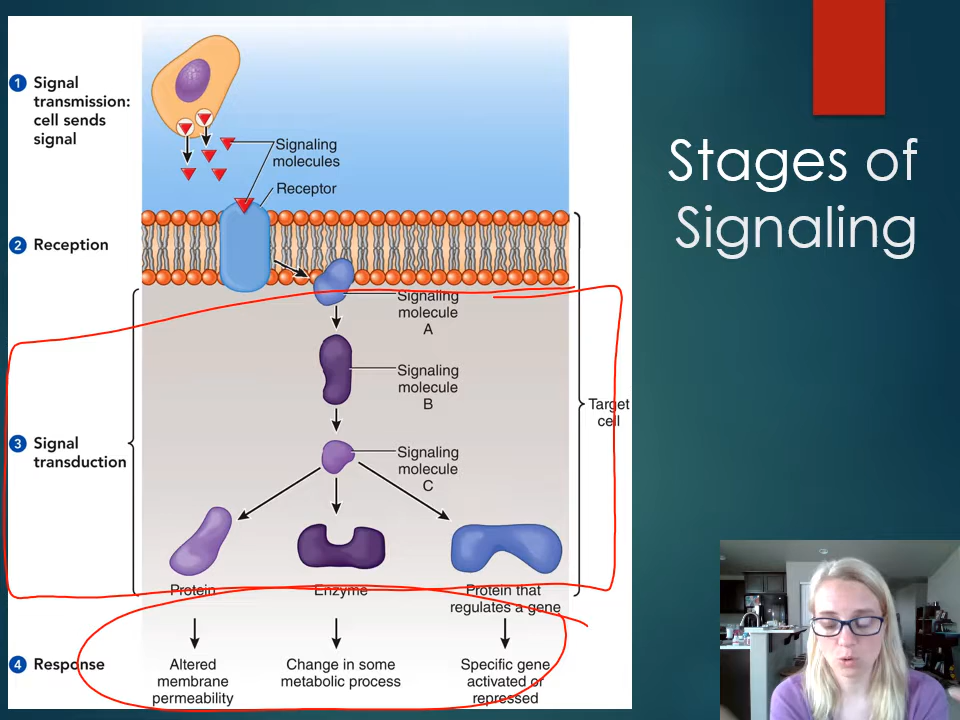 Stages of
Signaling
1 Signal
transmission:
cell sends
signal
Signaling
molecules
Receptor
2 Reception
Signaling
molecule
A
Signaling
molecule
B
Target
cell
3 Signal
transduction
Signaling
molecule
C
Protein
Enzyme
Protein that
regulates a gene
4 Response
Altered
membrane
permeability
Change in some
metabolic process
Specific gene
activated or
repressed